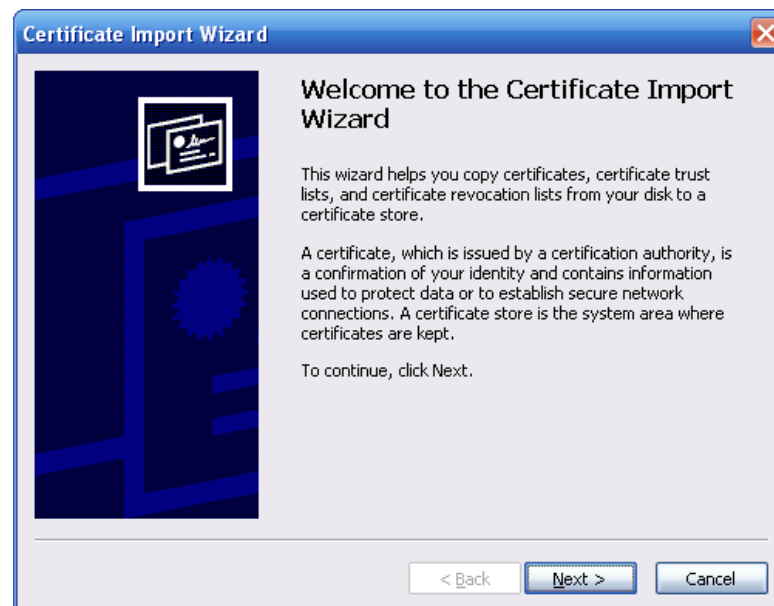 Certificate Import Wizard
Welcome to the Certificate Import
Wizard
This wizard helps you copy certificates, certificate trust
lists, and certificate revocation lists from your disk to a
certificate store.
A certificate, which is issued by a certification authority, is
a confirmation of your identity and contains information
used to protect data or to establish secure network
connections. A certificate store is the system area where
certificates are kept.
To continue, click Next.
< Back Next > Cancel